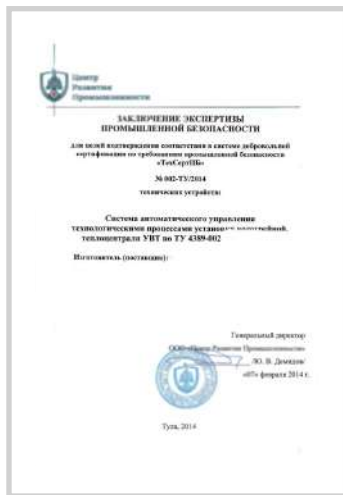 Центр
Развития
Промышленности
ЗАКЛЮЧЕНИЕ ЭКСПЕРТИЗЫ
ПРОМЫШЛЕННОЙ БЕЗОПАСНОСТИ
для целей подтверждения соответствия в системе добровольной
сертификации по требованиям промышленной безопасности
«ТехСертПБ»
№ 002-ТУ/2014
технических устройств:
Система автоматического управления
технологическими процессами
теплоцентрали УВТ по ТУ 4389-002
Изготовитель (поставщик):
Генеральный директор
ООО «Центр Развития Промышленности»
/Ю. В. Демидов/
«07» февраля 2014 г.
Тула, 2014